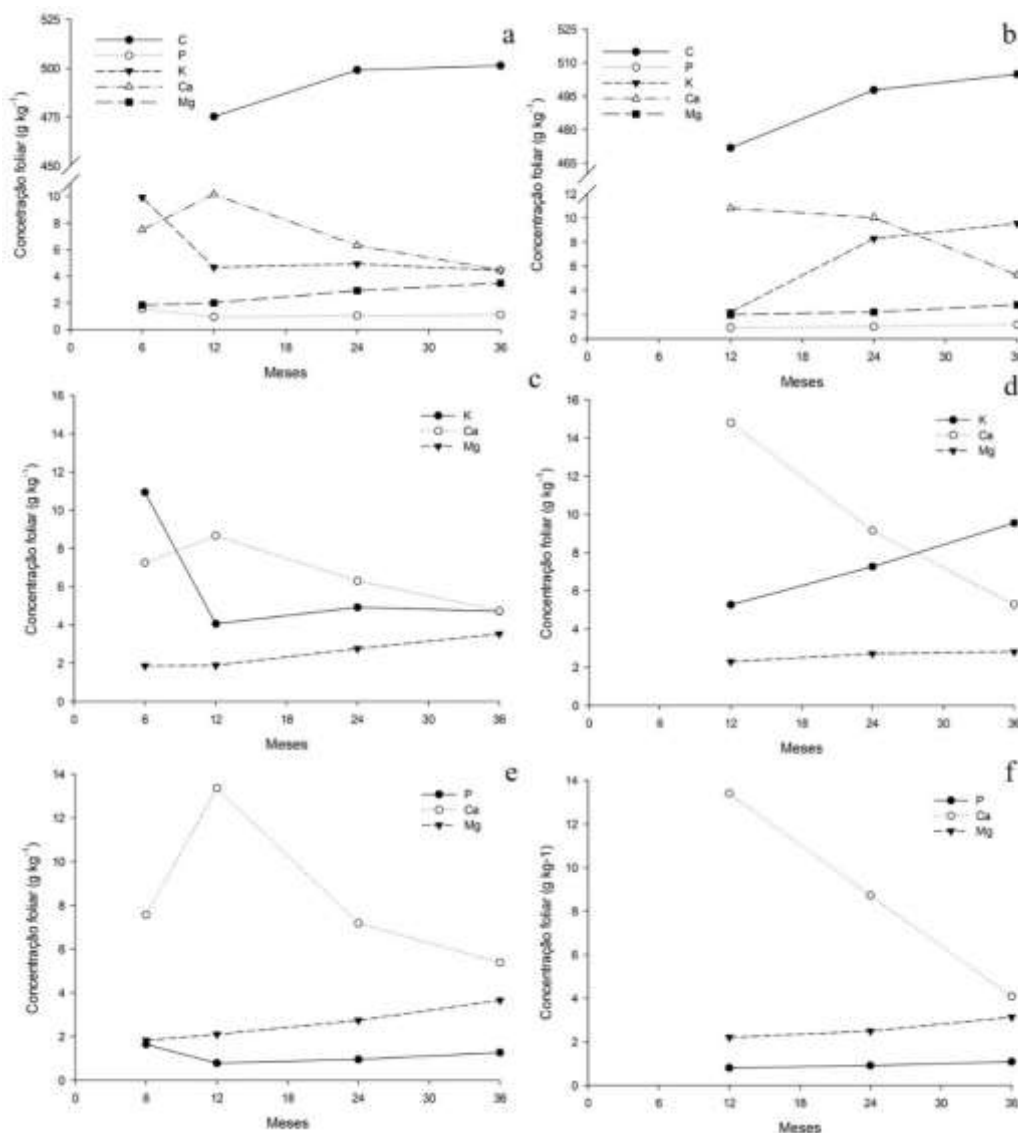 a
C
P
K
Ca
Mg
525
500
475
450
10
8
6
4
2
0
Concetração foliar (g kg⁻¹)
0 6 12 18 24 30 36
Meses
b
C
P
K
Ca
Mg
525
510
495
480
465
12
10
8
6
4
2
0
Concentração foliar (g kg⁻¹)
0 6 12 18 24 30 36
Meses
c
K
Ca
Mg
16
14
12
10
8
6
4
2
0
Concentração foliar (g kg⁻¹)
0 6 12 18 24 30 36
Meses
d
K
Ca
Mg
16
14
12
10
8
6
4
2
0
Concentração foliar (g kg⁻¹)
0 6 12 18 24 30 36
Meses
e
P
Ca
Mg
14
12
10
8
6
4
2
0
Concentração foliar (g kg⁻¹)
0 6 12 18 24 30 36
Meses
f
P
Ca
Mg
14
12
10
8
6
4
2
0
Concentração foliar (g kg-1)
0 6 12 18 24 30 36
Meses